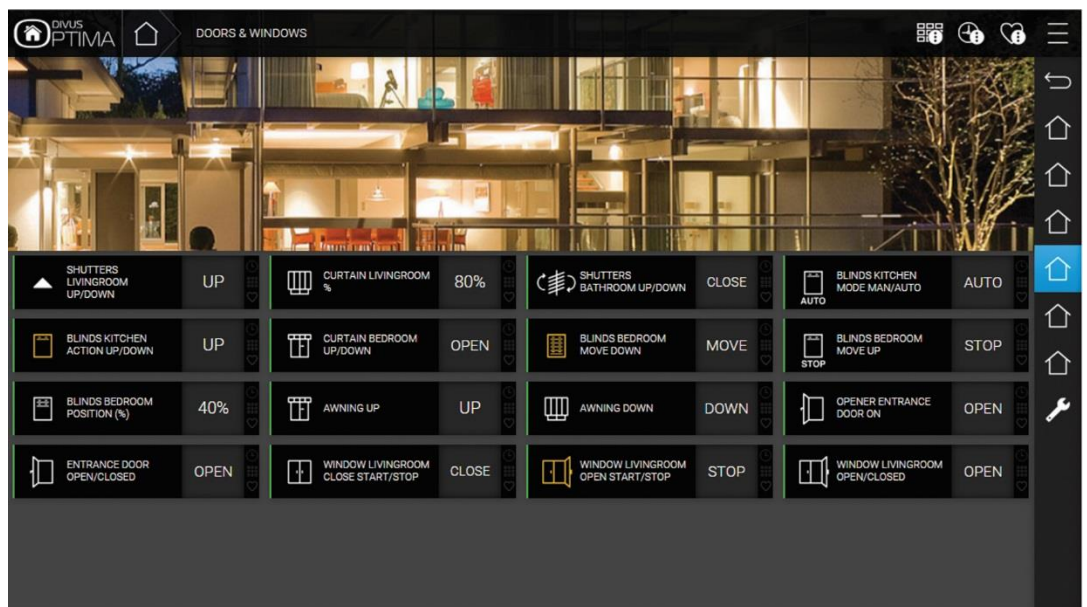 DIVUS
OPTIMA
DOORS & WINDOWS
SHUTTERS
LIVINGROOM
UP/DOWN
UP
CURTAIN LIVINGROOM
%
80%
SHUTTERS
BATHROOM UP/DOWN
CLOSE
AUTO
BLINDS KITCHEN
MODE MAN/AUTO
AUTO
BLINDS KITCHEN
ACTION UP/DOWN
UP
CURTAIN BEDROOM
UP/DOWN
OPEN
BLINDS BEDROOM
MOVE DOWN
MOVE
STOP
BLINDS BEDROOM
MOVE UP
STOP
BLINDS BEDROOM
POSITION (%)
40%
AWNING UP
UP
AWNING DOWN
DOWN
OPENER ENTRANCE
DOOR ON
OPEN
ENTRANCE DOOR
OPEN/CLOSED
OPEN
WINDOW LIVINGROOM
CLOSE START/STOP
CLOSE
WINDOW LIVINGROOM
OPEN START/STOP
STOP
WINDOW LIVINGROOM
OPEN/CLOSED
OPEN